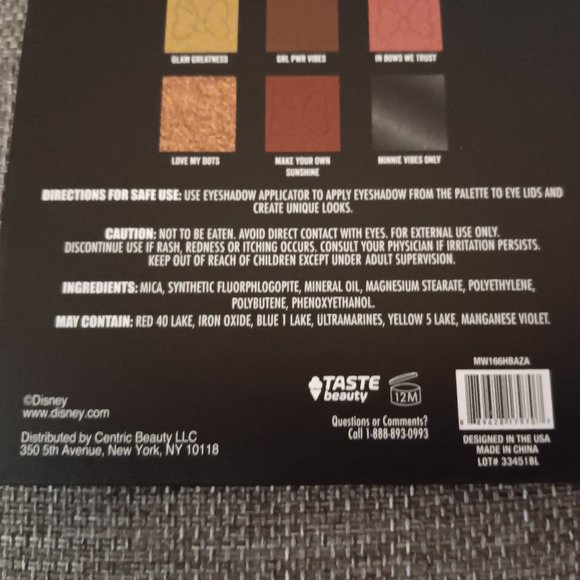 GLAM GREATNESS
GRL PWR VIBES
IN BOWS WE TRUST
LOVE MY DOTS
MAKE YOUR OWN
SUNSHINE
MINNIE VIBES ONLY
DIRECTIONS FOR SAFE USE: USE EYESHADOW APPLICATOR TO APPLY EYESHADOW FROM THE PALETTE TO EYE LIDS AND
CREATE UNIQUE LOOKS.
CAUTION: NOT TO BE EATEN. AVOID DIRECT CONTACT WITH EYES. FOR EXTERNAL USE ONLY.
DISCONTINUE USE IF RASH, REDNESS OR ITCHING OCCURS. CONSULT YOUR PHYSICIAN IF IRRITATION PERSISTS.
KEEP OUT OF REACH OF CHILDREN EXCEPT UNDER ADULT SUPERVISION.
INGREDIENTS: MICA, SYNTHETIC FLUORPHLOGOPITE, MINERAL OIL, MAGNESIUM STEARATE, POLYETHYLENE,
POLYBUTENE, PHENOXYETHANOL.
MAY CONTAIN: RED 40 LAKE, IRON OXIDE, BLUE 1 LAKE, ULTRAMARINES, YELLOW 5 LAKE, MANGANESE VIOLET.
©Disney
www.disney.com
Distributed by Centric Beauty LLC
350 5th Avenue, New York, NY 10118
TASTE
beauty
12M
Questions or Comments?
Call 1-888-893-0993
MW166HBAZA
DESIGNED IN THE USA
MADE IN CHINA
LOT# 33451BL